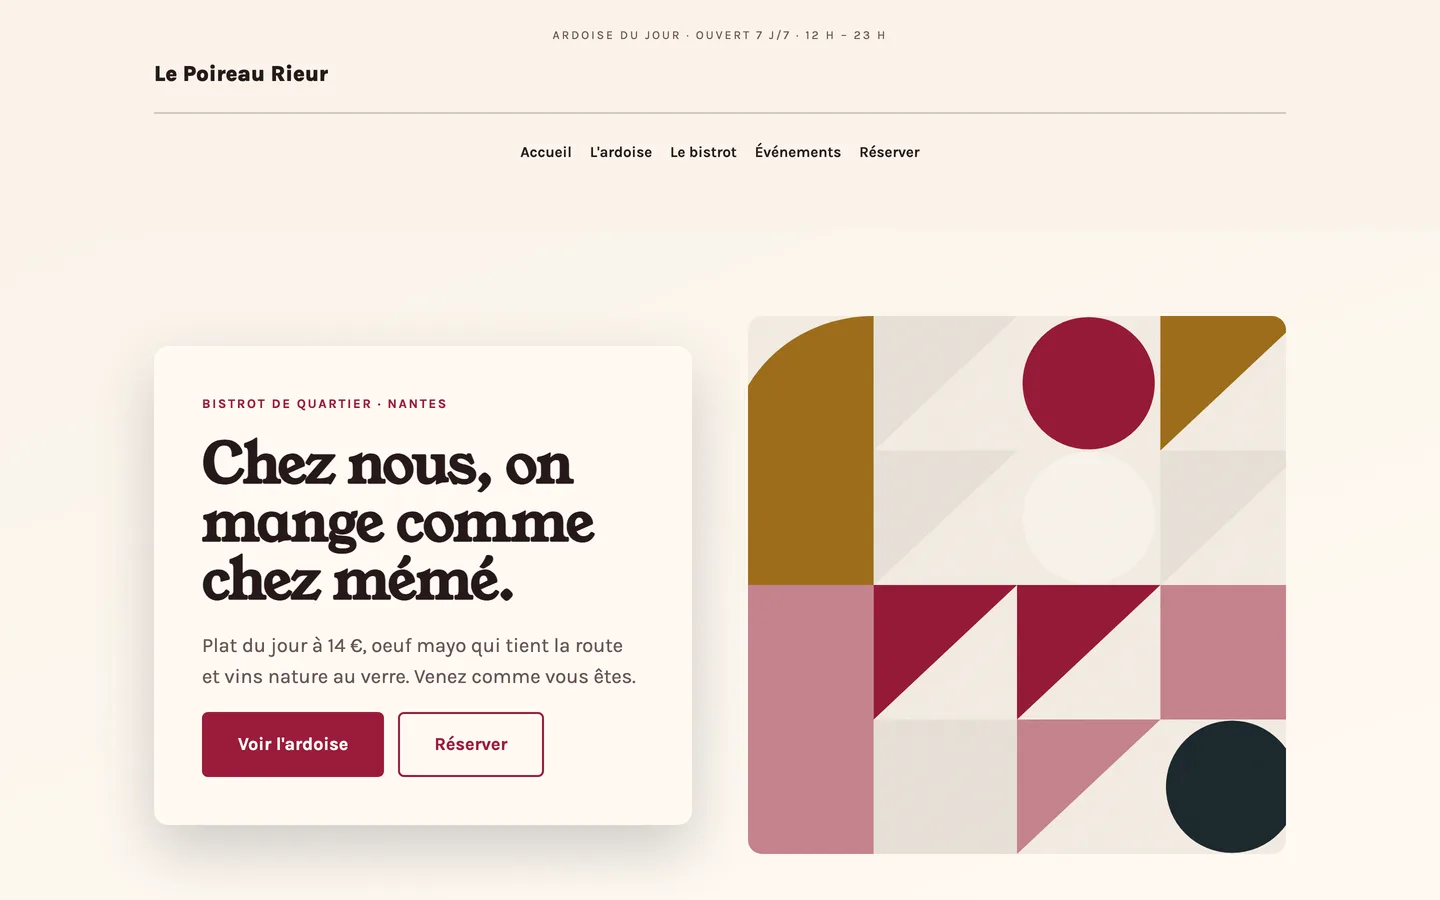 ARDOISE DU JOUR · OUVERT 7 J/7 · 12 H – 23 H
Le Poireau Rieur
Accueil L'ardoise Le bistrot Événements Réserver
BISTROT DE QUARTIER · NANTES
Chez nous, on
mange comme
chez mémé.
Plat du jour à 14 €, oeuf mayo qui tient la route
et vins nature au verre. Venez comme vous êtes.
Voir l'ardoise Réserver